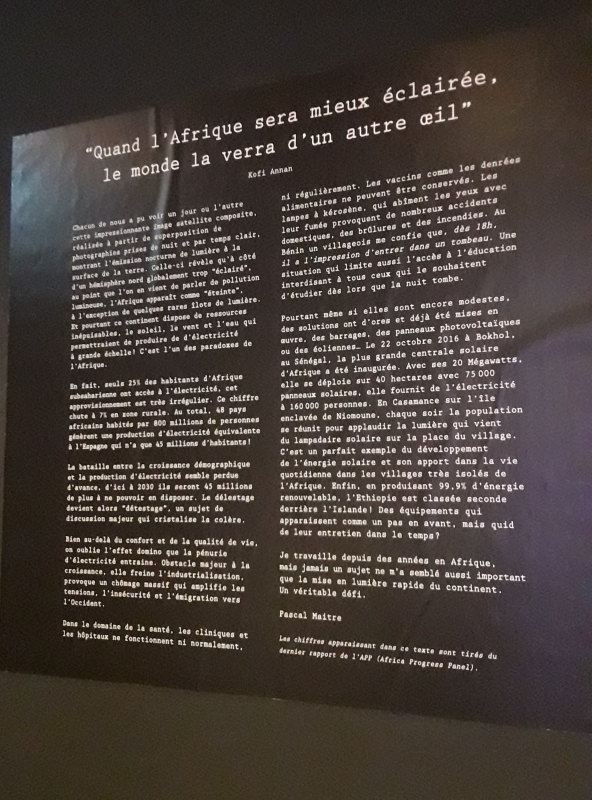 “Quand l'Afrique sera mieux éclairée,
le monde la verra d'un autre œil”
Kofi Annan
Chacun de nous a pu voir un jour ou l'autre
cette impressionnante image satellite composite,
réalisée à partir de superposition de
photographies prises de nuit et par temps clair,
montrant l'émission nocturne de lumière à la
surface de la terre. Celle-ci révèle qu'à côté
d'un hémisphère nord globalement trop "éclairé",
au point que l'on en vient de parler de pollution
lumineuse, l'Afrique apparaît comme "éteinte",
à l'exception de quelques rares îlots de lumière.
Et pourtant ce continent dispose de ressources
inépuisables, le soleil, le vent et l'eau qui
permettraient de produire de d'électricité
à grande échelle! C'est l'un des paradoxes de
l'Afrique.
En fait, seuls 25% des habitants d'Afrique
subsaharienne ont accès à l'électricité, cet
approvisionnement est très irrégulier. Ce chiffre
chute à 7% en zone rurale. Au total, 48 pays
africains habités par 800 millions de personnes
génèrent une production d'électricité équivalente
à l'Espagne qui n'a que 45 millions d'habitants!
La bataille entre la croissance démographique
et la production d'électricité semble perdue
d'avance, d'ici à 2030 ils seront 45 millions
de plus à ne pouvoir en disposer. Le délestage
devient alors "détestage", un sujet de
discussion majeur qui cristalise la colère.
Bien au-delà du confort et de la qualité de vie,
on oublie l'effet domino que la pénurie
d'électricité entraine. Obstacle majeur à la
croissance, elle freine l'industrialisation,
provoque un chômage massif qui amplifie les
tensions, l'insécurité et l'émigration vers
l'Occident.
Dans le domaine de la santé, les cliniques et
les hôpitaux ne fonctionnent ni normalement,
ni régulièrement. Les vaccins comme les denrées
alimentaires ne peuvent être conservés. Les
lampes à kérosène, qui abîment les yeux avec
leur fumée provoquent de nombreux accidents
domestiques, des brûlures et des incendies. Au
Bénin un villageois me confie que, dès 18h,
il a l'impression d'entrer dans un tombeau. Une
situation qui limite aussi l'accès à l'éducation
interdisant à tous ceux qui le souhaitent
d'étudier dès lors que la nuit tombe.
Pourtant même si elles sont encore modestes,
des solutions ont d'ores et déjà été mises en
œuvre, des barrages, des panneaux photovoltaïques
ou des éoliennes… Le 22 octobre 2016 à Bokhol,
au Sénégal, la plus grande centrale solaire
d'Afrique a été inaugurée. Avec ses 20 Mégawatts,
elle se déploie sur 40 hectares avec 75 000
panneaux solaires, elle fournit de l'électricité
à 160 000 personnes. En Casamance sur l'île
enclavée de Niomoune, chaque soir la population
se réunit pour applaudir la lumière qui vient
du lampadaire solaire sur la place du village.
C'est un parfait exemple du développement
de l'énergie solaire et son apport dans la vie
quotidienne dans les villages très isolés de
l'Afrique. Enfin, en produisant 99,9% d'énergie
renouvelable, l'Ethiopie est classée seconde
derrière l'Islande! Des équipements qui
apparaissent comme un pas en avant, mais quid
de leur entretien dans le temps?
Je travaille depuis des années en Afrique,
mais jamais un sujet ne m'a semblé aussi important
que la mise en lumière rapide du continent.
Un véritable défi.
Pascal Maitre
Les chiffres apparaissant dans ce texte sont tirés du
dernier rapport de l'APP (Africa Progress Panel).